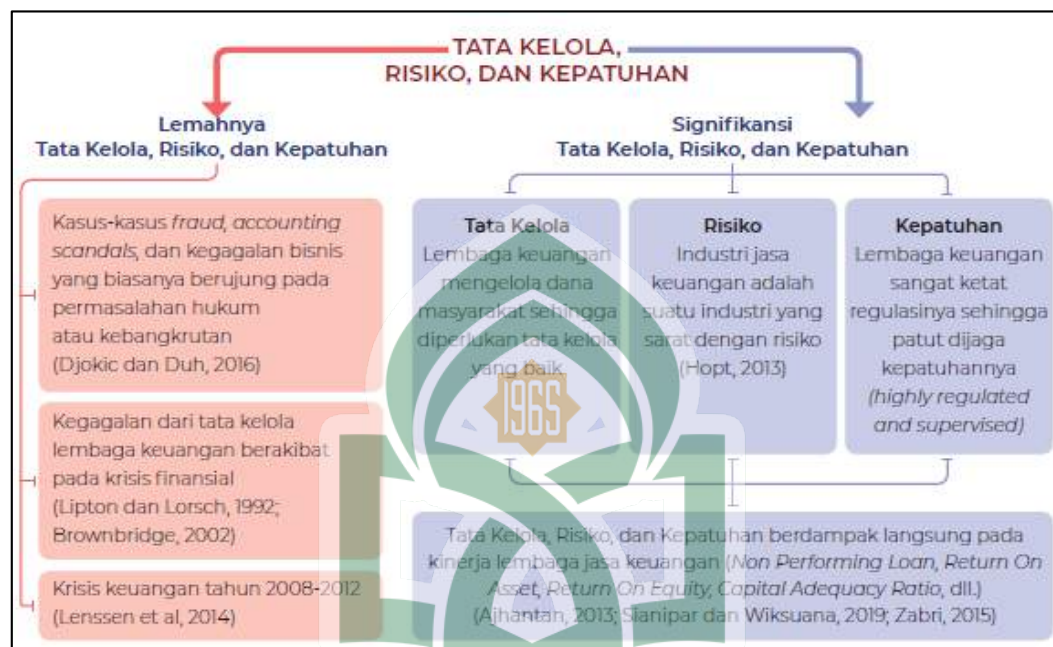 TATA KELOLA,
RISIKO, DAN KEPATUHAN
Lemahnya
Tata Kelola, Risiko, dan Kepatuhan
Kasus-kasus fraud, accounting
scandals, dan kegagalan bisnis
yang biasanya berujung pada
permasalahan hukum
atau kebangkrutan
(Djokic dan Duh, 2016)
Kegagalan dari tata kelola
lembaga keuangan berakibat
pada krisis finansial
(Lipton dan Lorsch, 1992;
Brownbridge, 2002)
Krisis keuangan tahun 2008-2012
(Lenssen et al, 2014)
Signifikansi
Tata Kelola, Risiko, dan Kepatuhan
Tata Kelola
Lembaga keuangan
mengelola dana
masyarakat sehingga
diperlukan tata kelola
yang baik
Risiko
Industri jasa
keuangan adalah
suatu industri yang
sarat dengan risiko
(Hopt, 2013)
Kepatuhan
Lembaga keuangan
sangat ketat
regulasinya sehingga
patut dijaga
kepatuhannya
(highly regulated
and supervised)
1965
Tata Kelola, Risiko, dan Kepatuhan berdampak langsung pada
kinerja lembaga jasa keuangan (Non Performing Loan, Return On
Asset, Return On Equity, Capital Adequacy Ratio, dll.)
(Ajhantan, 2013; Sianipar dan Wiksuana, 2019; Zabri, 2015)